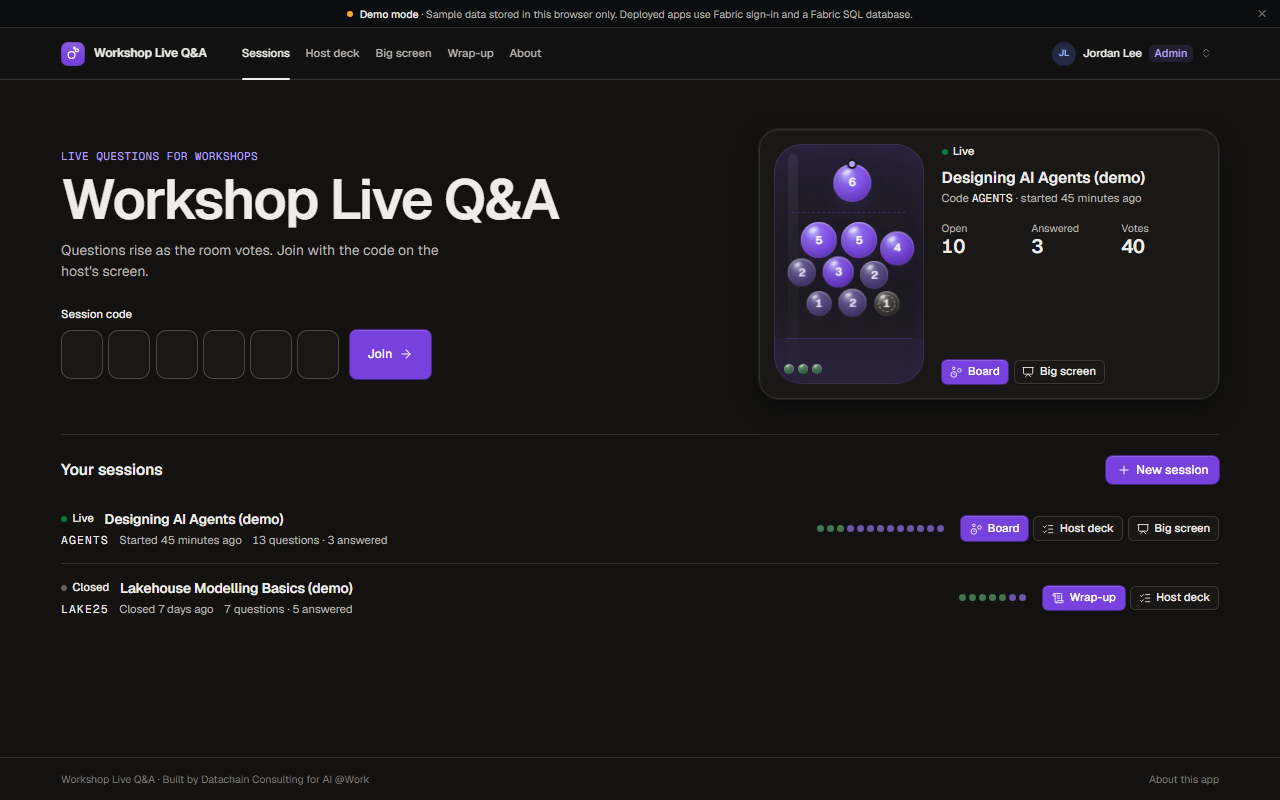 Demo mode · Sample data stored in this browser only. Deployed apps use Fabric sign-in and a Fabric SQL database.
Workshop Live Q&A
Sessions
Host deck
Big screen
Wrap-up
About
JL
Jordan Lee
Admin
LIVE QUESTIONS FOR WORKSHOPS
Workshop Live Q&A
Questions rise as the room votes. Join with the code on the
host's screen.
Session code
Join
6
5 5 4
2 3 2
1 2 1
Live
Designing AI Agents (demo)
Code AGENTS · started 45 minutes ago
Open Answered Votes
10 3 40
Board
Big screen
Your sessions
New session
Live Designing AI Agents (demo)
AGENTS Started 45 minutes ago 13 questions · 3 answered
Board
Host deck
Big screen
Closed Lakehouse Modelling Basics (demo)
LAKE25 Closed 7 days ago 7 questions · 5 answered
Wrap-up
Host deck
Workshop Live Q&A · Built by Datachain Consulting for AI @Work
About this app